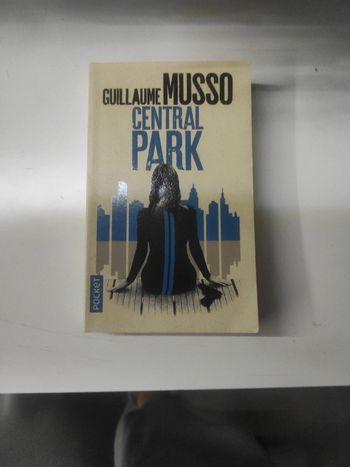 GUILLAUME MUSSO
CENTRAL
PARK
POCKET